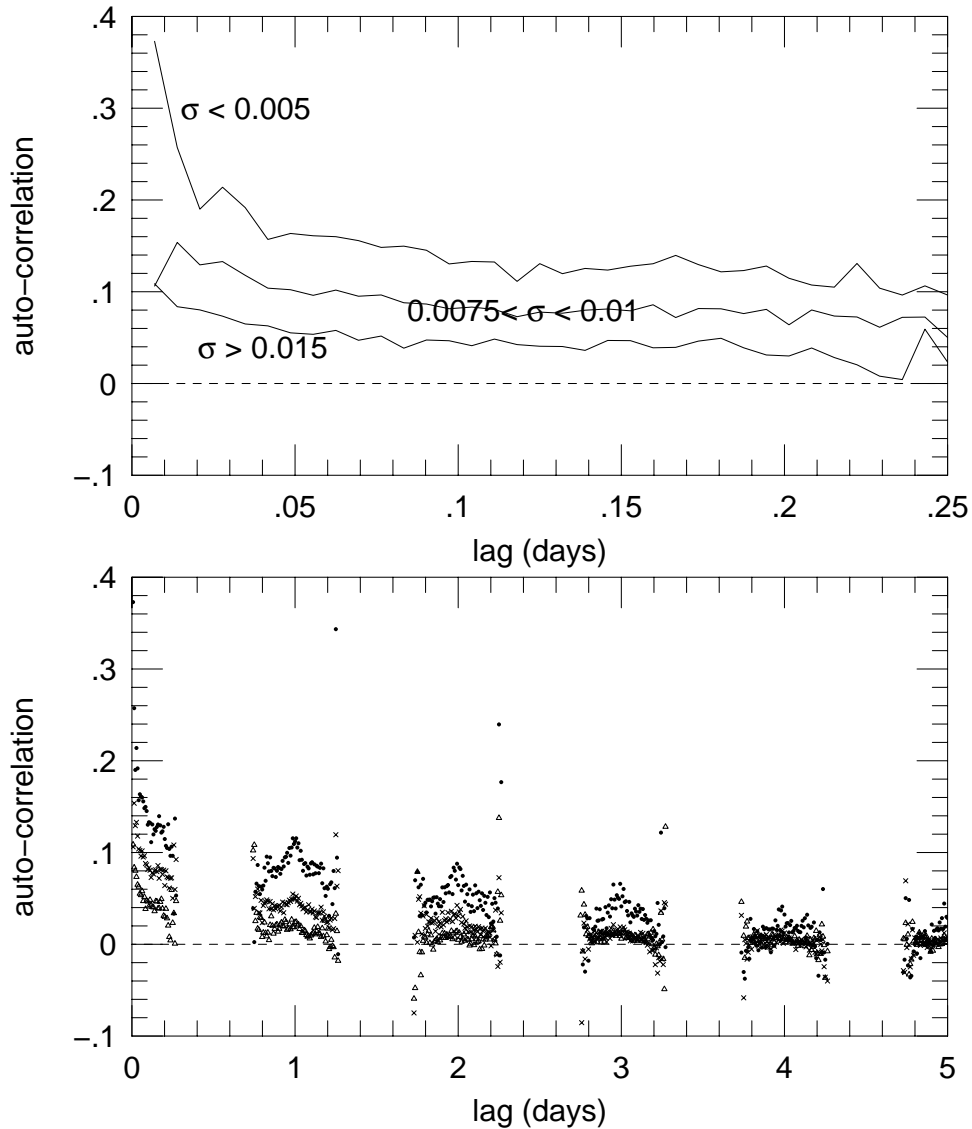 .4
.3
.2
.1
0
−.1
auto−correlation
σ < 0.005
0.0075< σ < 0.01
σ > 0.015
0 .05 .1 .15 .2 .25
lag (days)
.4
.3
.2
.1
0
−.1
auto−correlation
0 1 2 3 4 5
lag (days)